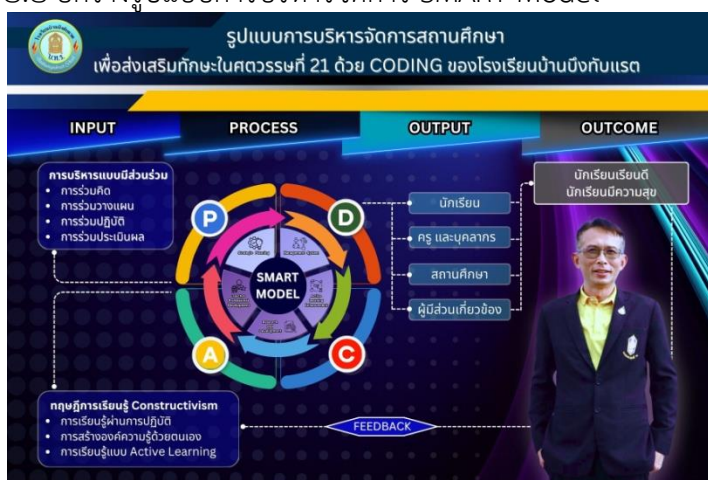 รูปแบบการบริหารจัดการสถานศึกษา
เพื่อส่งเสริมทักษะในศตวรรษที่ 21 ด้วย CODING ของโรงเรียนบ้านบึงทับแรต
INPUT
PROCESS
OUTPUT
OUTCOME
การบริหารแบบมีส่วนร่วม
• การร่วมคิด
• การร่วมวางแผน
• การร่วมปฏิบัติ
• การร่วมประเมินผล
P
D
C
A
SMART
MODEL
นักเรียน
ครู และบุคลากร
สถานศึกษา
ผู้มีส่วนเกี่ยวข้อง
นักเรียนเรียนดี
นักเรียนมีความสุข
ทฤษฎีการเรียนรู้ Constructivism
• การเรียนรู้ผ่านการปฏิบัติ
• การสร้างองค์ความรู้ด้วยตนเอง
• การเรียนรู้แบบ Active Learning
FEEDBACK